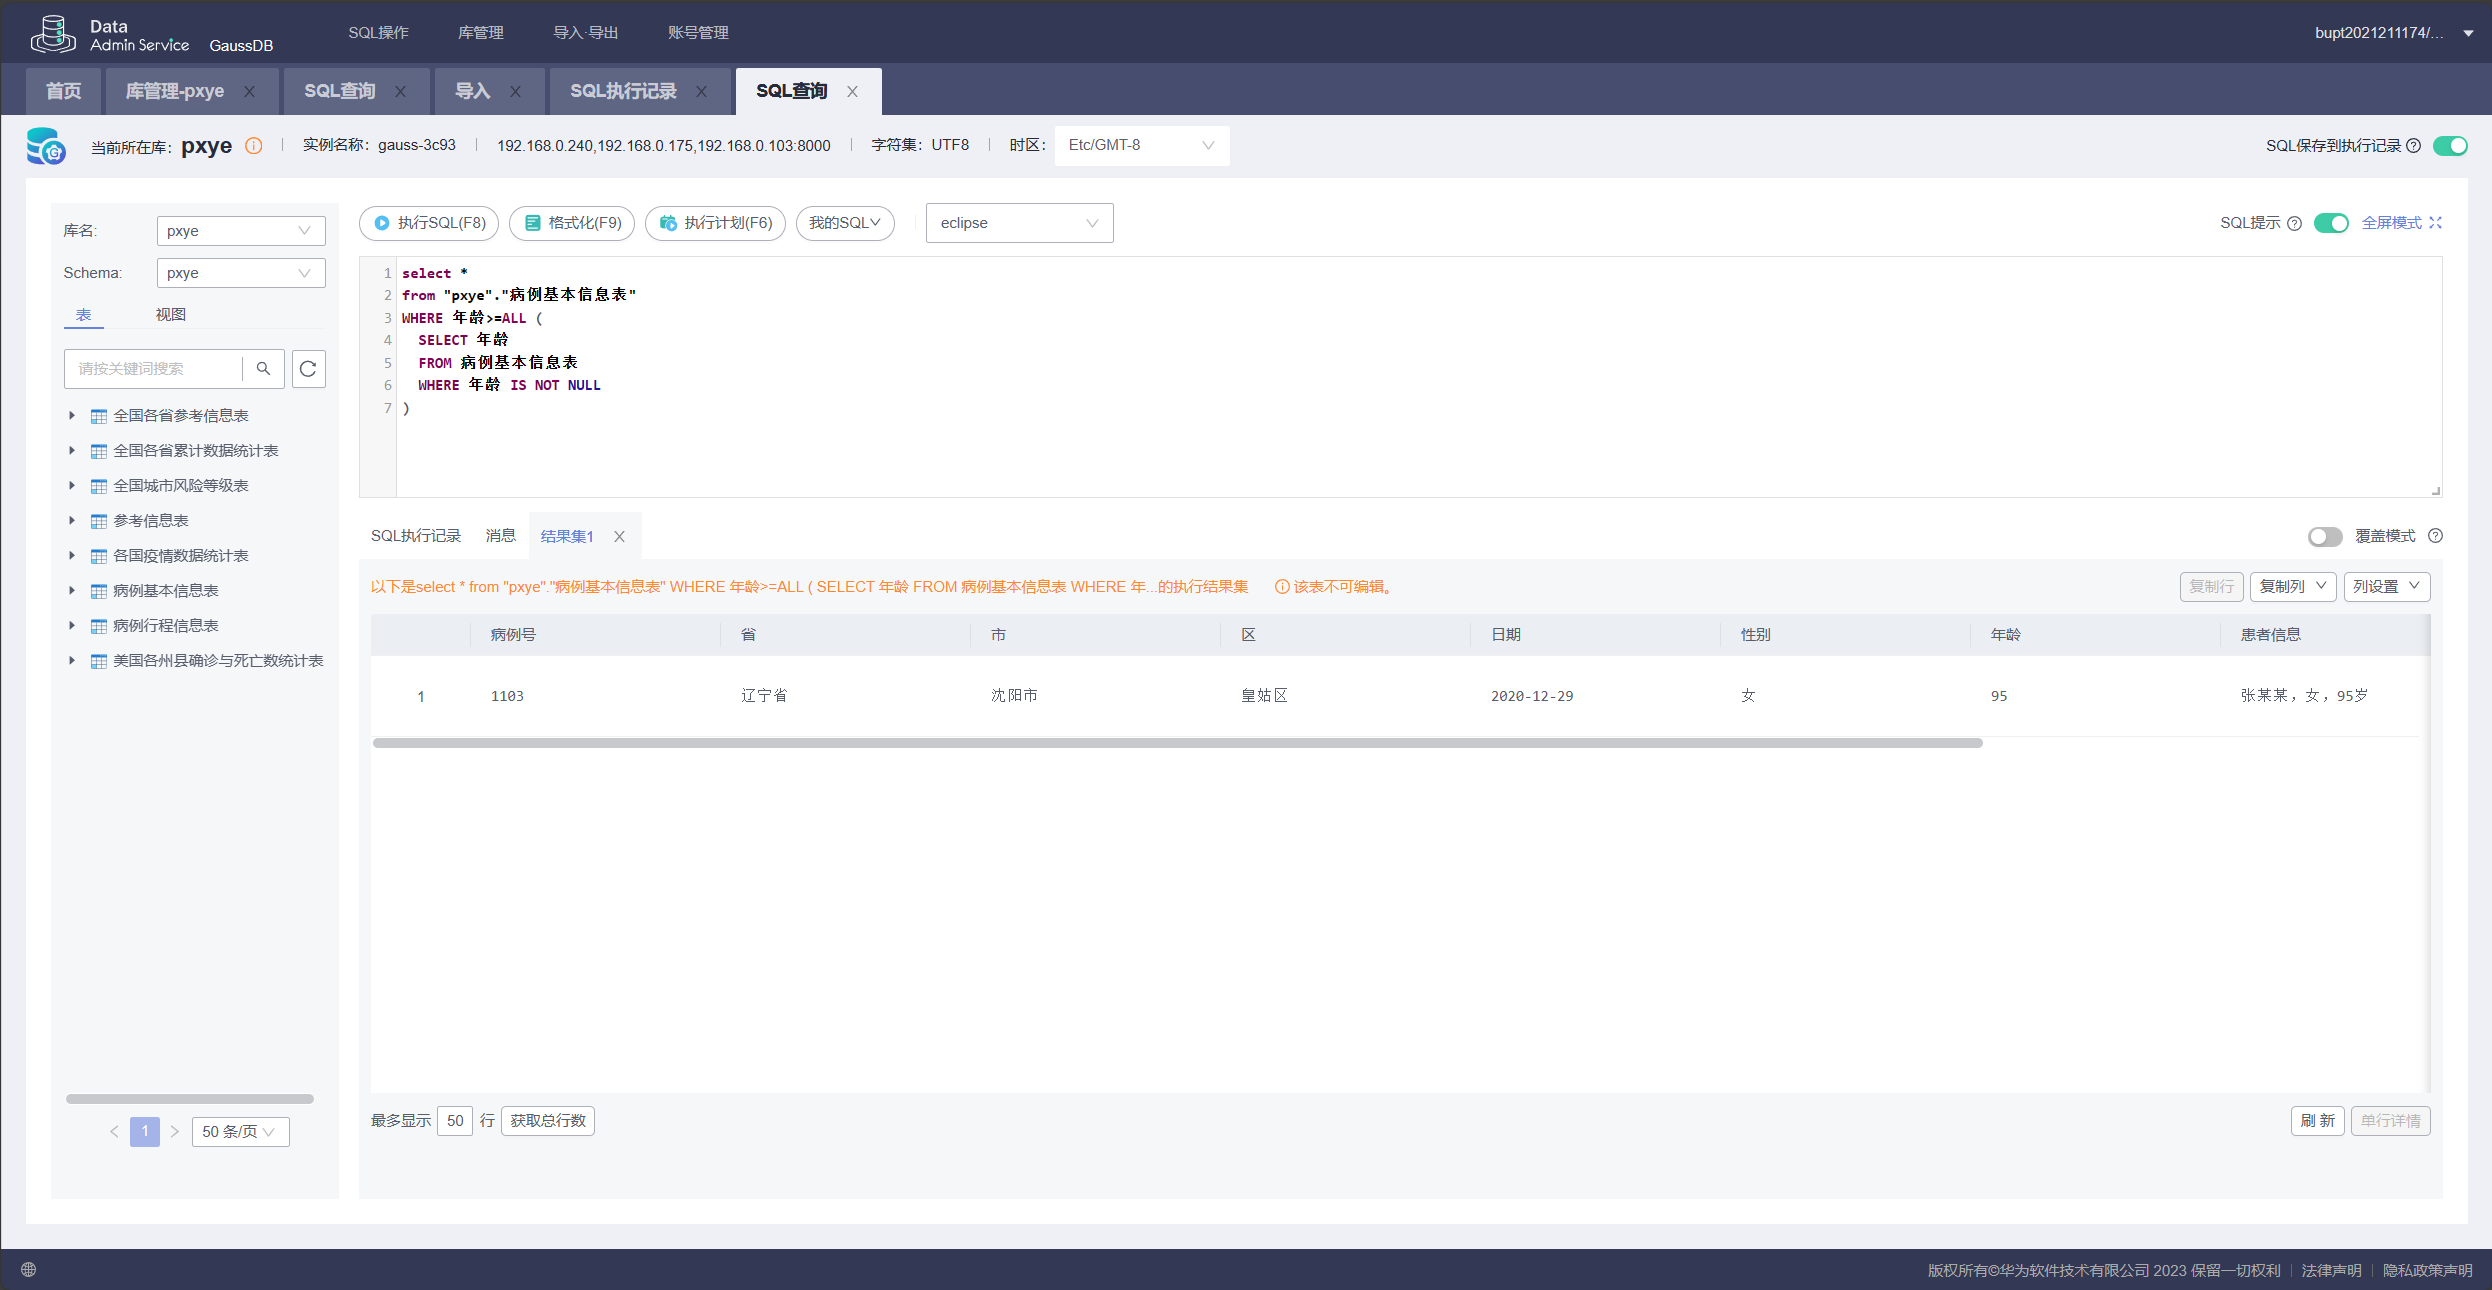 Data
Admin Service GaussDB SQL操作 库管理 导入·导出 账号管理 bupt2021211174/...
首页 库管理-pxye X SQL查询 X 导入 X SQL执行记录 X SQL查询 X
当前所在库: pxye 实例名称: gauss-3c93 192.168.0.240,192.168.0.175,192.168.0.103:8000 字符集: UTF8 时区: Etc/GMT-8 SQL保存到执行记录
库名: pxye
Schema: pxye
表 视图
请按关键词搜索
全国各省参考信息表
全国各省累计数据统计表
全国城市风险等级表
参考信息表
各国疫情数据统计表
病例基本信息表
病例行程信息表
美国各州县确诊与死亡数统计表
1
50 条/页
执行SQL(F8) 格式化(F9) 执行计划(F6) 我的SQL eclipse SQL提示 全屏模式
1 select *
2 from "pxye"."病例基本信息表"
3 WHERE 年龄>=ALL (
4 SELECT 年龄
5 FROM 病例基本信息表
6 WHERE 年龄 IS NOT NULL
7 )
SQL执行记录 消息 结果集1 X 覆盖模式
以下是select * from "pxye"."病例基本信息表" WHERE 年龄>=ALL ( SELECT 年龄 FROM 病例基本信息表 WHERE 年...的执行结果集 该表不可编辑。 复制行 复制列 列设置
病例号 省 市 区 日期 性别 年龄 患者信息
1 1103 辽宁省 沈阳市 皇姑区 2020-12-29 女 95 张某某，女，95岁
最多显示 50 行 获取总行数 刷新 单行详情
版权所有©华为软件技术有限公司 2023 保留一切权利 法律声明 隐私政策声明